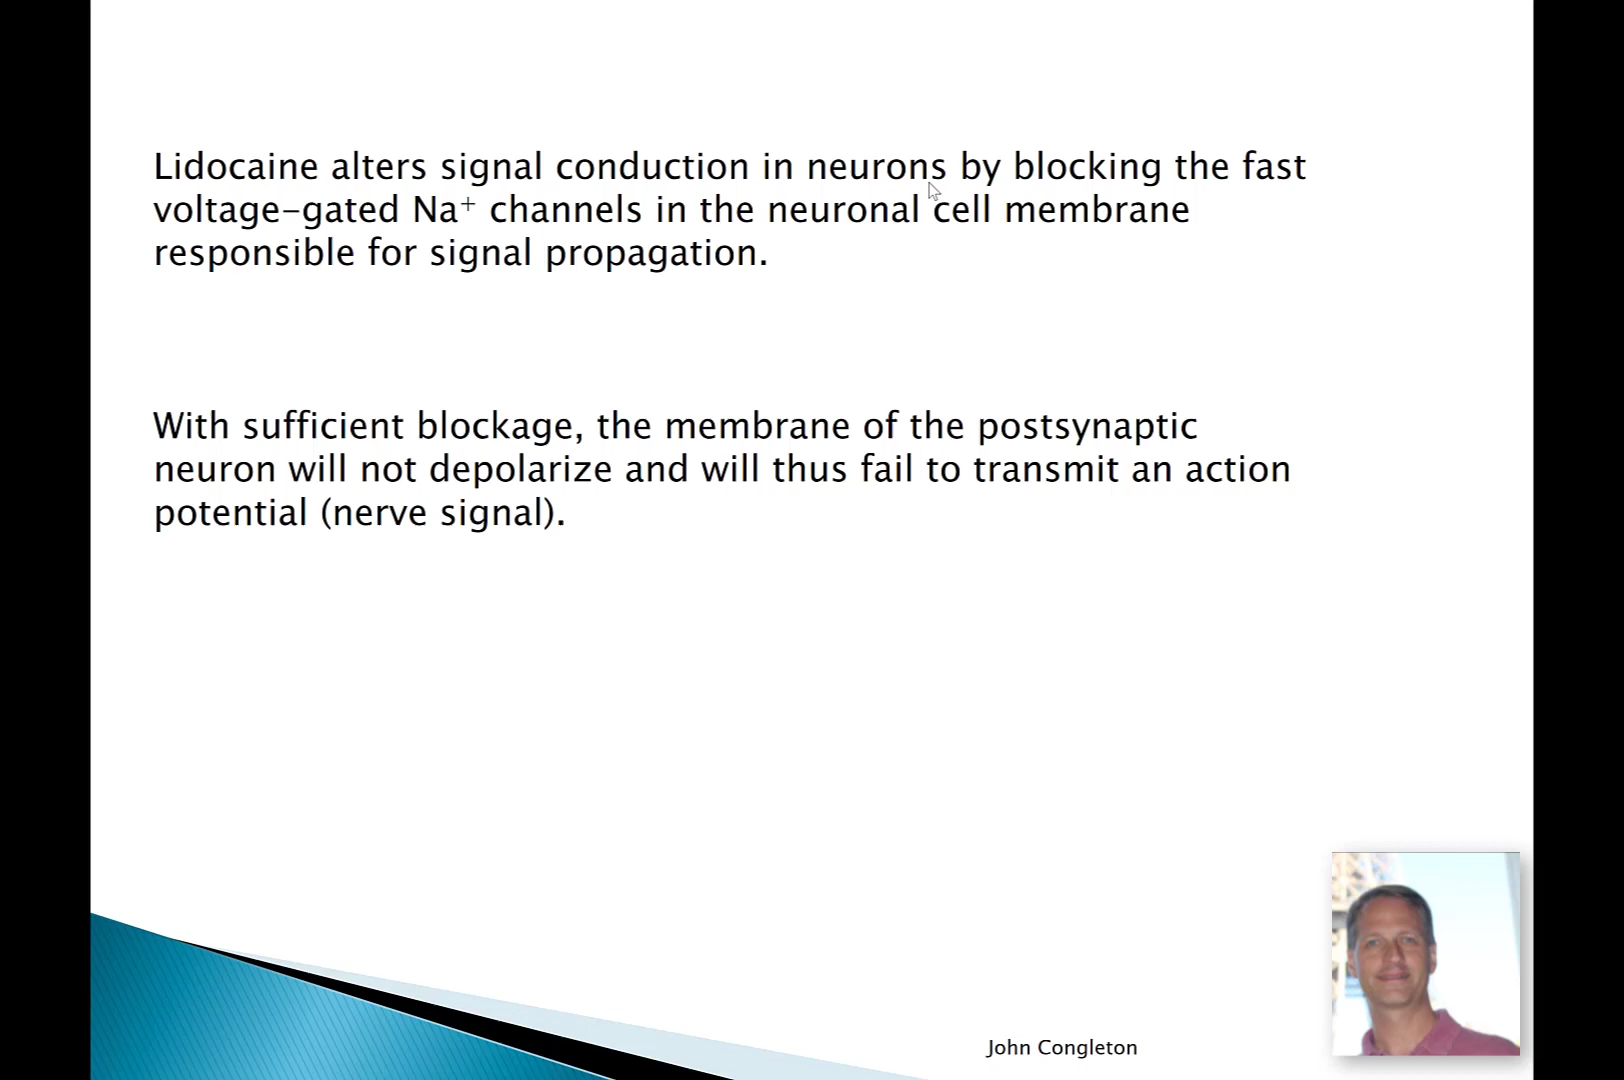 Lidocaine alters signal conduction in neurons by blocking the fast
voltage-gated Na⁺ channels in the neuronal cell membrane
responsible for signal propagation.
With sufficient blockage, the membrane of the postsynaptic
neuron will not depolarize and will thus fail to transmit an action
potential (nerve signal).
John Congleton